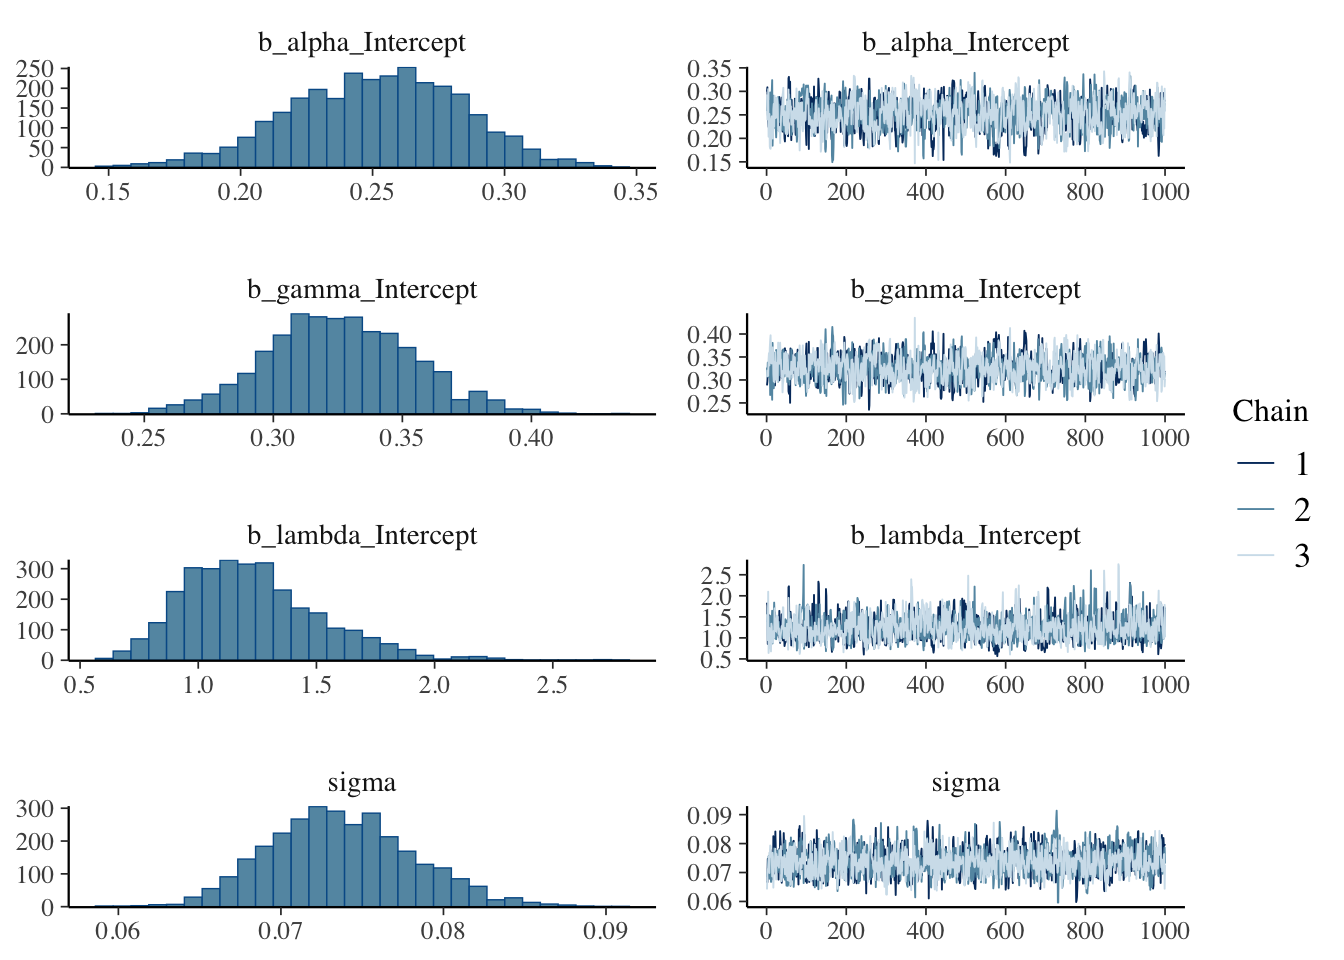 b_alpha_Intercept
250
200
150
100
50
0
0.15 0.20 0.25 0.30 0.35
b_alpha_Intercept
0.35
0.30
0.25
0.20
0.15
0 200 400 600 800 1000
b_gamma_Intercept
200
100
0
0.25 0.30 0.35 0.40
b_gamma_Intercept
0.40
0.35
0.30
0.25
0 200 400 600 800 1000
b_lambda_Intercept
300
200
100
0
0.5 1.0 1.5 2.0 2.5
b_lambda_Intercept
2.5
2.0
1.5
1.0
0.5
0 200 400 600 800 1000
sigma
300
200
100
0
0.06 0.07 0.08 0.09
sigma
0.09
0.08
0.07
0.06
0 200 400 600 800 1000
Chain
1
2
3